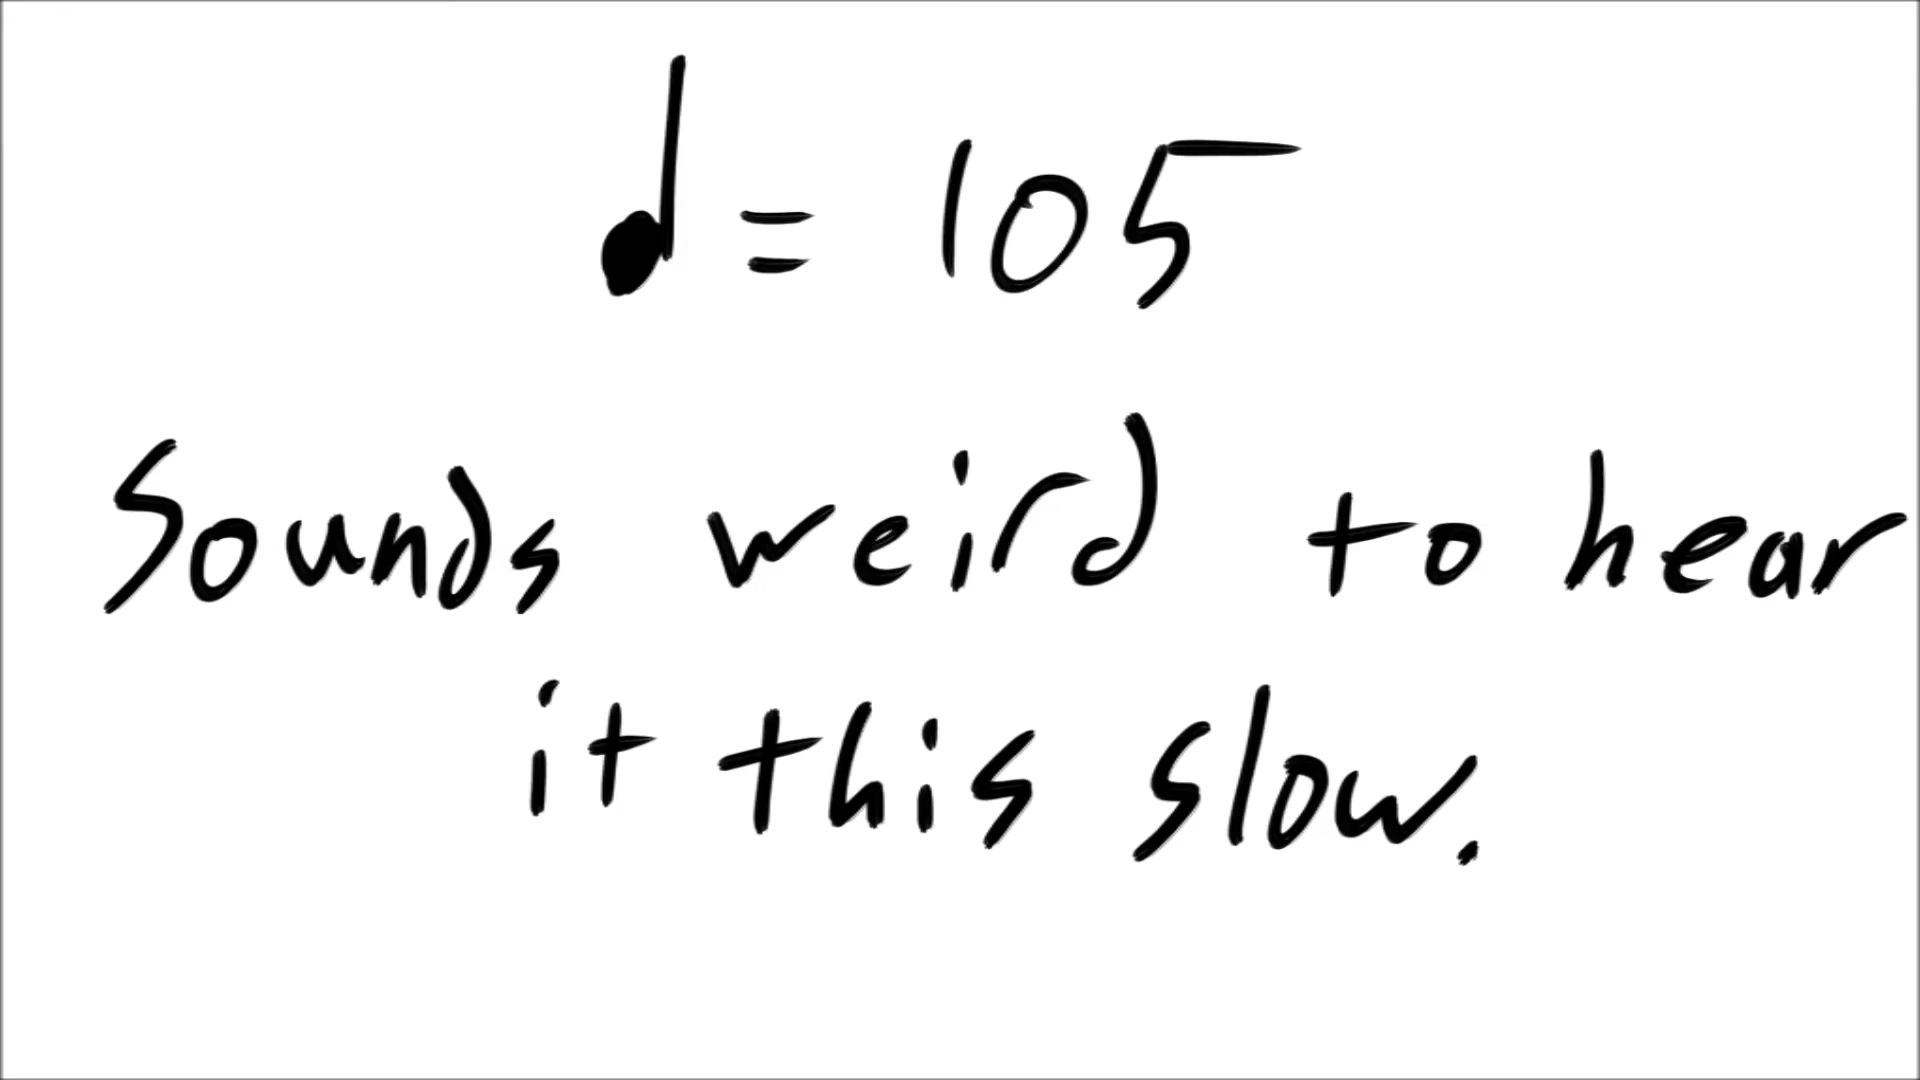 ♩= 105
Sounds weird to hear
it this slow.